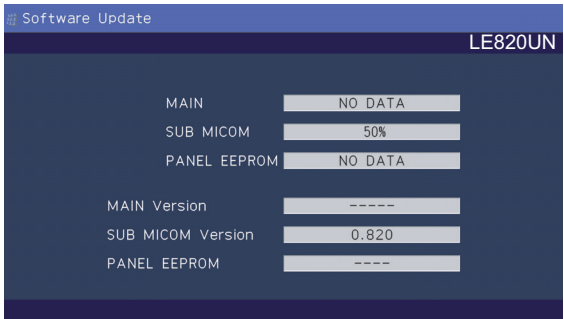 Software Update
LE820UN
MAIN NO DATA
SUB MICOM 50%
PANEL EEPROM NO DATA
MAIN Version -----
SUB MICOM Version 0.820
PANEL EEPROM ----